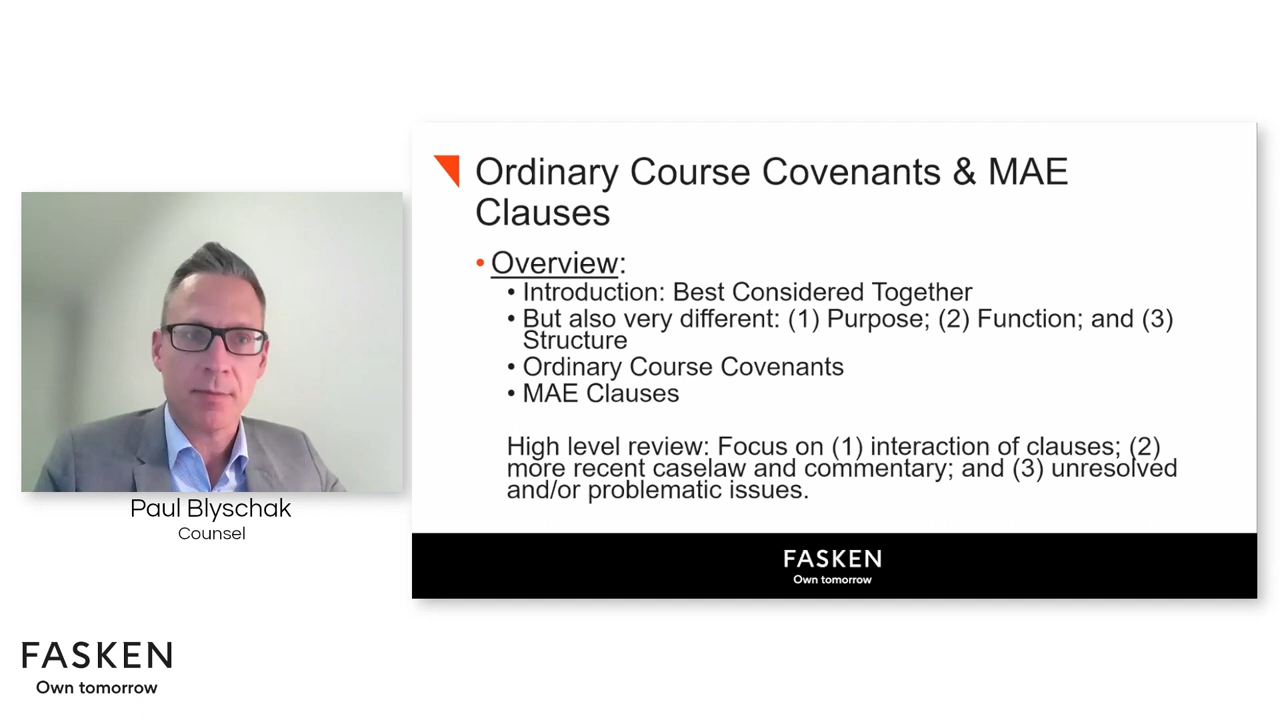 Ordinary Course Covenants & MAE
Clauses
• Overview:
• Introduction: Best Considered Together
• But also very different: (1) Purpose; (2) Function; and (3)
Structure
• Ordinary Course Covenants
• MAE Clauses
High level review: Focus on (1) interaction of clauses; (2)
more recent caselaw and commentary; and (3) unresolved
and/or problematic issues.
FASKEN
Own tomorrow
Paul Blyschak
Counsel
FASKEN
Own tomorrow